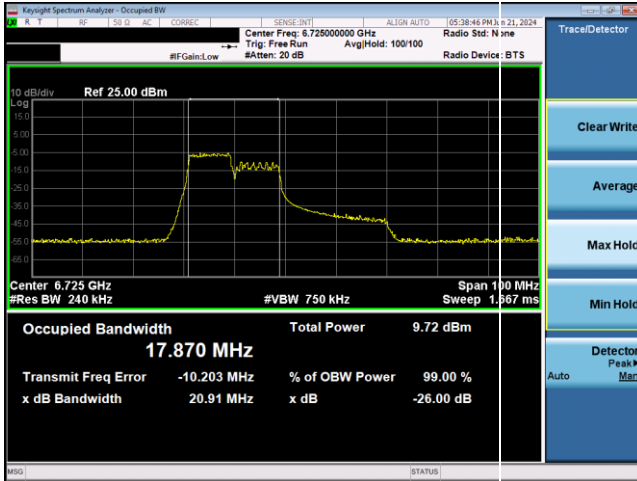 Keysight Spectrum Analyzer - Occupied BW
R T RF 50 Ω AC CORREC SENSE:INT ALIGN AUTO 05:38:46 PM Jun 21, 2024
Center Freq: 6.725000000 GHz Radio Std: None
Trig: Free Run Avg|Hold: 100/100
#IFGain:Low #Atten: 20 dB Radio Device: BTS
Trace/Detector
10 dB/div Ref 25.00 dBm
Log
15.0
5.00
-5.00
-15.0
-25.0
-35.0
-45.0
-55.0
-65.0
Center 6.725 GHz Span 100 MHz
#Res BW 240 kHz #VBW 750 kHz Sweep 1.667 ms
Occupied Bandwidth Total Power 9.72 dBm
17.870 MHz
Transmit Freq Error -10.203 MHz % of OBW Power 99.00 %
x dB Bandwidth 20.91 MHz x dB -26.00 dB
Clear Write
Average
Max Hold
Min Hold
Detector
Peak
Auto Man
MSG STATUS